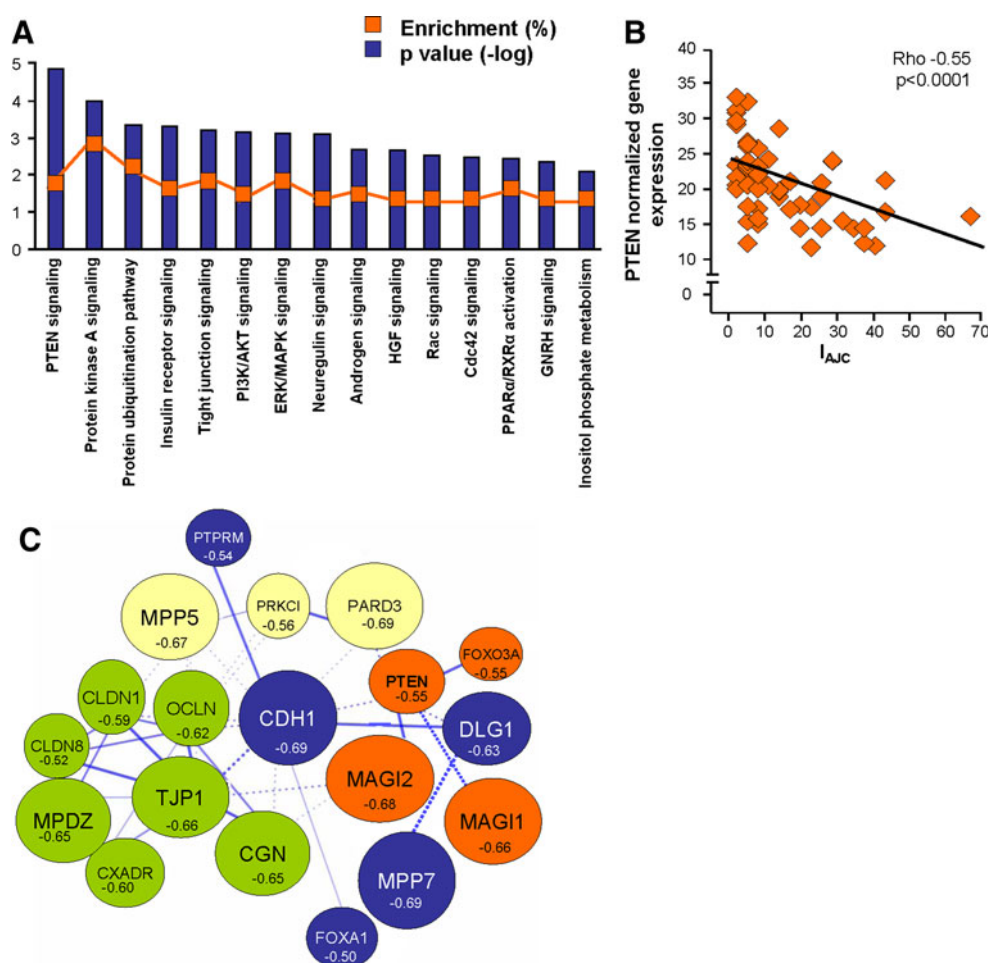 A
Enrichment (%)
p value (-log)
5
4
3
2
1
0
PTEN signaling
Protein kinase A signaling
Protein ubiquitination pathway
Insulin receptor signaling
Tight junction signaling
PI3K/AKT signaling
ERK/MAPK signaling
Neuregulin signaling
Androgen signaling
HGF signaling
Rac signaling
Cdc42 signaling
PPARα/RXRα activation
GNRH signaling
Inositol phosphate metabolism
B
Rho -0.55
p<0.0001
PTEN normalized gene
expression
40
35
30
25
20
15
10
0
0 10 20 30 40 50 60 70
IAJC
C
PTPRM
-0.54
MPP5
-0.67
PRKCI
-0.56
PARD3
-0.69
FOXO3A
-0.55
PTEN
-0.55
CLDN1
-0.59
OCLN
-0.62
CDH1
-0.69
DLG1
-0.63
CLDN8
-0.52
TJP1
-0.66
MAGI2
-0.68
MPDZ
-0.65
MAGI1
-0.66
CGN
-0.65
CXADR
-0.60
MPP7
-0.69
FOXA1
-0.50